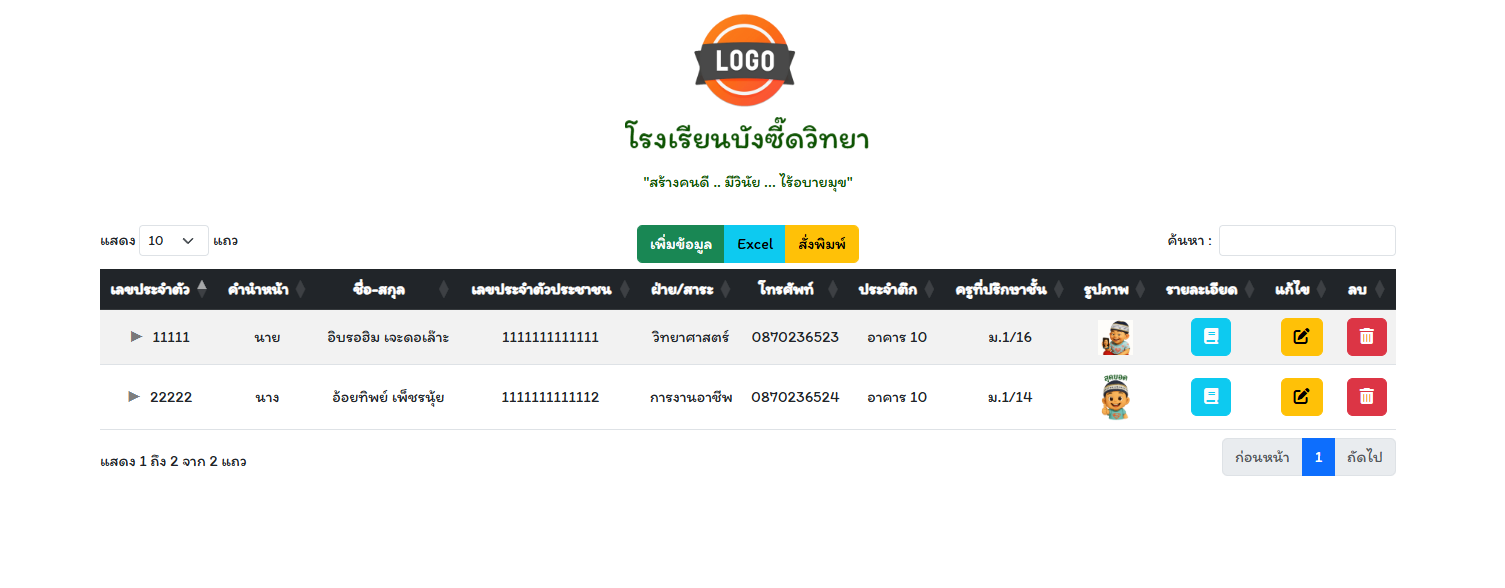 LOGO
โรงเรียนบังซี๊ดวิทยา
"สร้างคนดี .. มีวินัย ... ไร้อบายมุข"
แสดง 10 แถว เพิ่มข้อมูล Excel สั่งพิมพ์ ค้นหา :
เลขประจำตัว คำนำหน้า ชื่อ-สกุล เลขประจำตัวประชาชน ฝ่าย/สาระ โทรศัพท์ ประจำตึก ครูที่ปรึกษาชั้น รูปภาพ รายละเอียด แก้ไข ลบ
11111 นาย อิบรอฮิม เจะดอเล๊าะ 1111111111111 วิทยาศาสตร์ 0870236523 อาคาร 10 ม.1/16
สุดยอด
22222 นาง อ้อยทิพย์ เพ็ชรนุ้ย 1111111111112 การงานอาชีพ 0870236524 อาคาร 10 ม.1/14
แสดง 1 ถึง 2 จาก 2 แถว ก่อนหน้า 1 ถัดไป